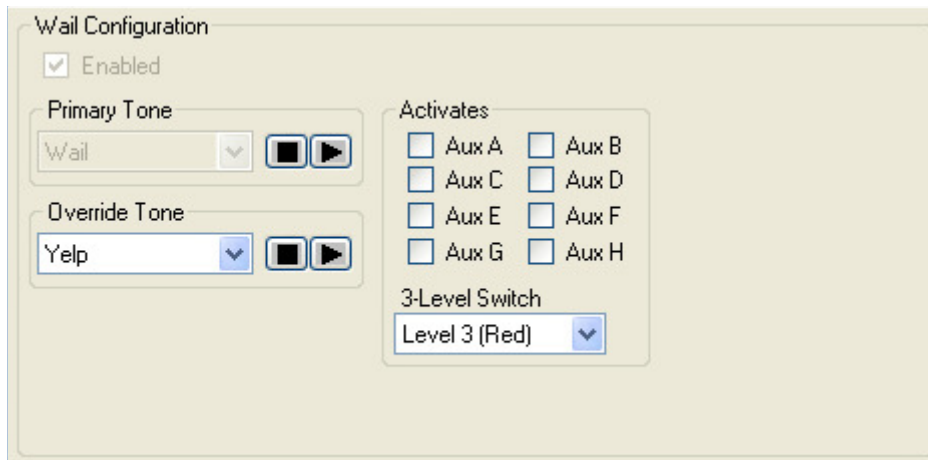 Wail Configuration
Enabled
Primary Tone
Wail
Override Tone
Yelp
Activates
Aux A Aux B
Aux C Aux D
Aux E Aux F
Aux G Aux H
3-Level Switch
Level 3 (Red)